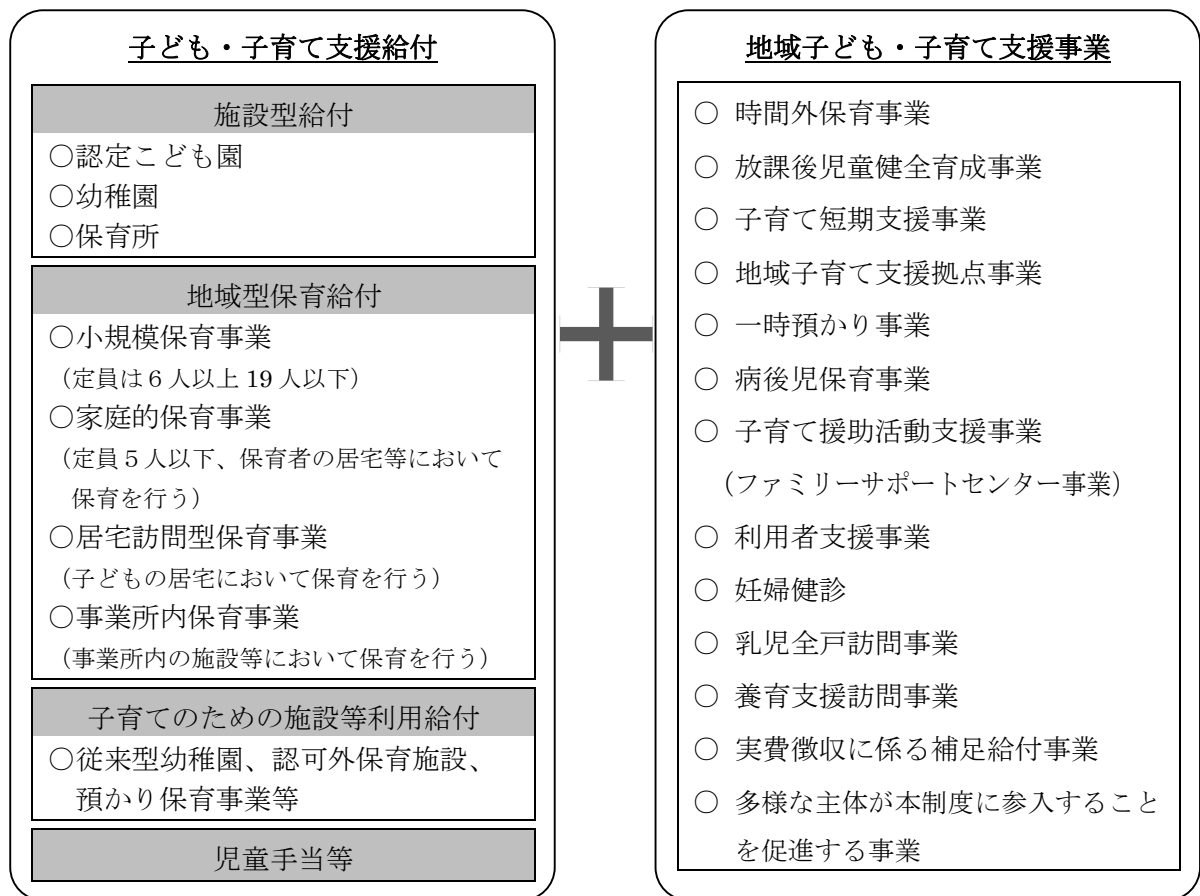 子ども・子育て支援給付
施設型給付
○認定こども園
○幼稚園
○保育所
地域型保育給付
○小規模保育事業
（定員は６人以上 19 人以下）
○家庭的保育事業
（定員５人以下、保育者の居宅等において
保育を行う）
○居宅訪問型保育事業
（子どもの居宅において保育を行う）
○事業所内保育事業
（事業所内の施設等において保育を行う）
子育てのための施設等利用給付
○従来型幼稚園、認可外保育施設、
預かり保育事業等
児童手当等
地域子ども・子育て支援事業
○ 時間外保育事業
○ 放課後児童健全育成事業
○ 子育て短期支援事業
○ 地域子育て支援拠点事業
○ 一時預かり事業
○ 病後児保育事業
○ 子育て援助活動支援事業
（ファミリーサポートセンター事業）
○ 利用者支援事業
○ 妊婦健診
○ 乳児全戸訪問事業
○ 養育支援訪問事業
○ 実費徴収に係る補足給付事業
○ 多様な主体が本制度に参入すること
を促進する事業